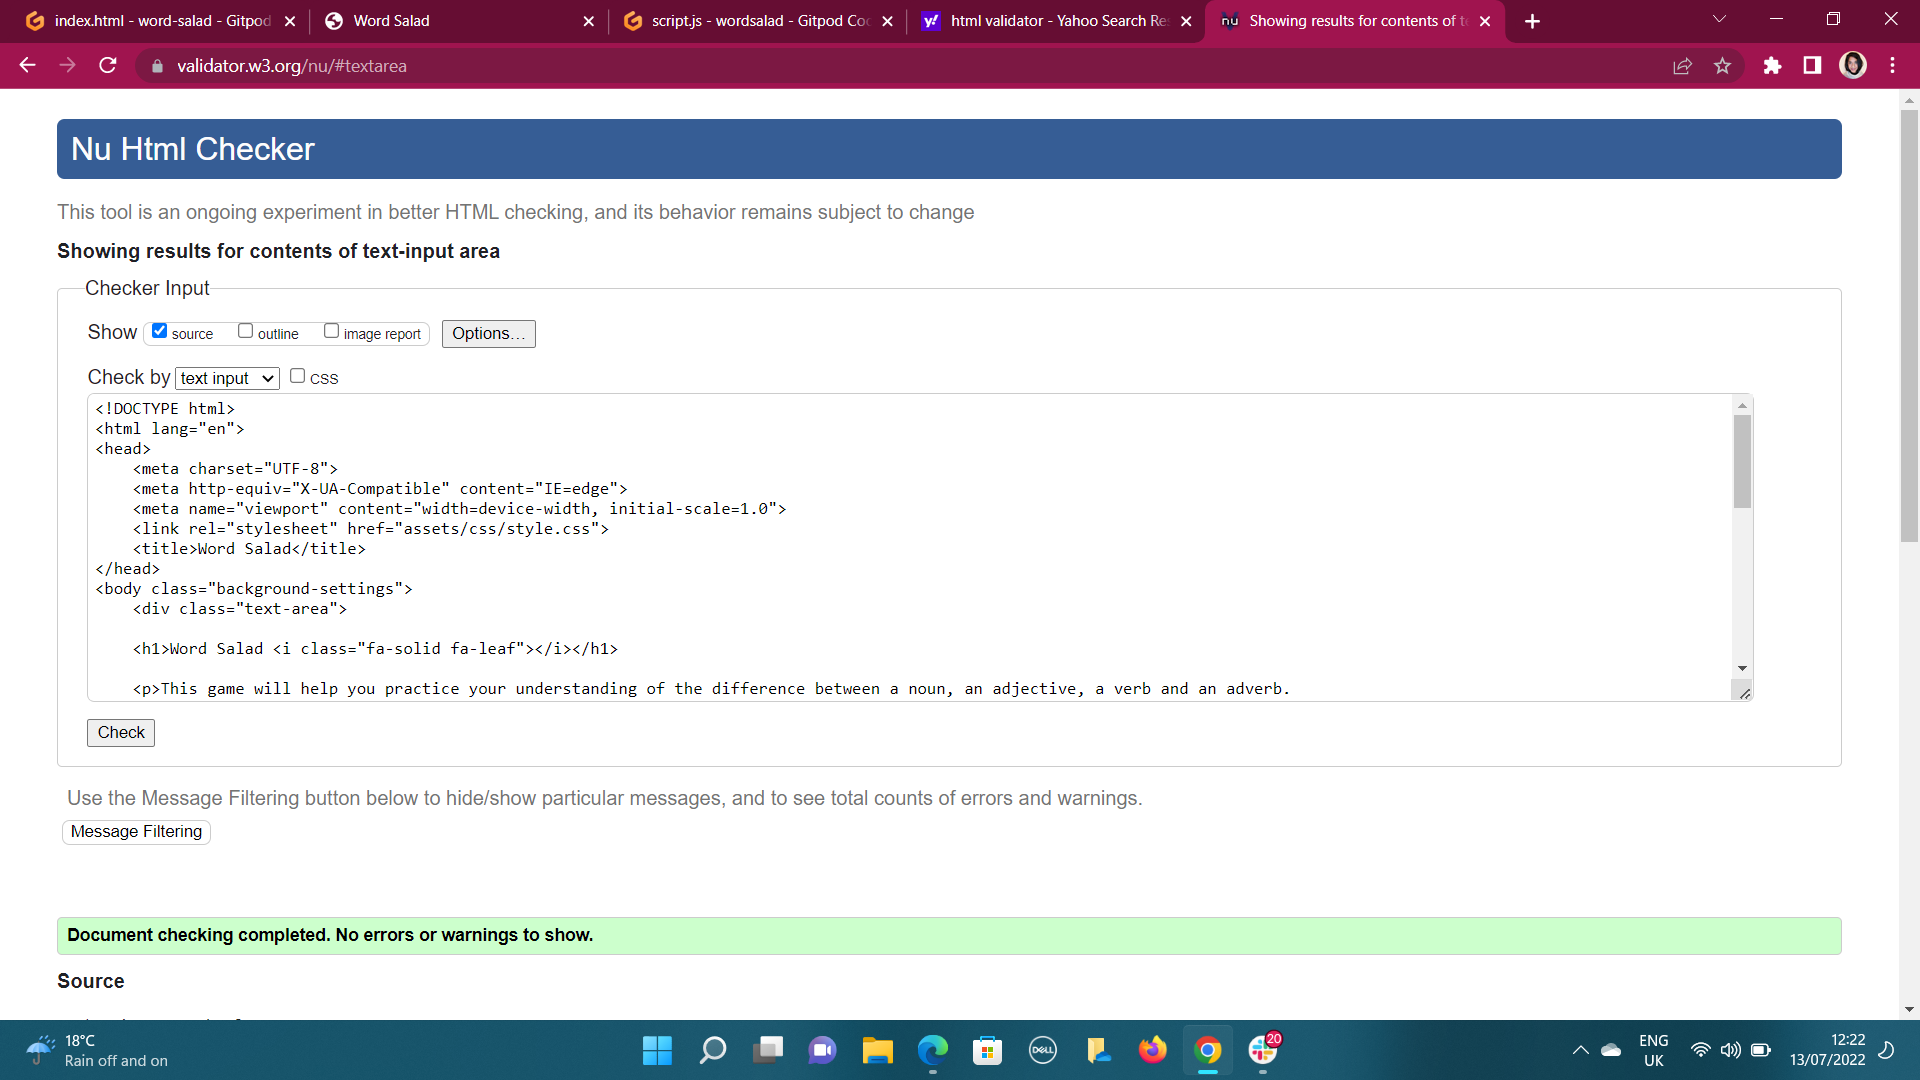 index.html - word-salad - Gitpod
Word Salad
script.js - wordsalad - Gitpod Co
html validator - Yahoo Search Re
Showing results for contents of t
validator.w3.org/nu/#textarea
Nu Html Checker
This tool is an ongoing experiment in better HTML checking, and its behavior remains subject to change
Showing results for contents of text-input area
Checker Input
Show source outline image report Options...
Check by text input CSS
<!DOCTYPE html>
<html lang="en">
<head>
<meta charset="UTF-8">
<meta http-equiv="X-UA-Compatible" content="IE=edge">
<meta name="viewport" content="width=device-width, initial-scale=1.0">
<link rel="stylesheet" href="assets/css/style.css">
<title>Word Salad</title>
</head>
<body class="background-settings">
<div class="text-area">
<h1>Word Salad <i class="fa-solid fa-leaf"></i></h1>
<p>This game will help you practice your understanding of the difference between a noun, an adjective, a verb and an adverb.
Check
Use the Message Filtering button below to hide/show particular messages, and to see total counts of errors and warnings.
Message Filtering
Document checking completed. No errors or warnings to show.
Source
18°C
Rain off and on
DELL
20
ENG
UK
12:22
13/07/2022